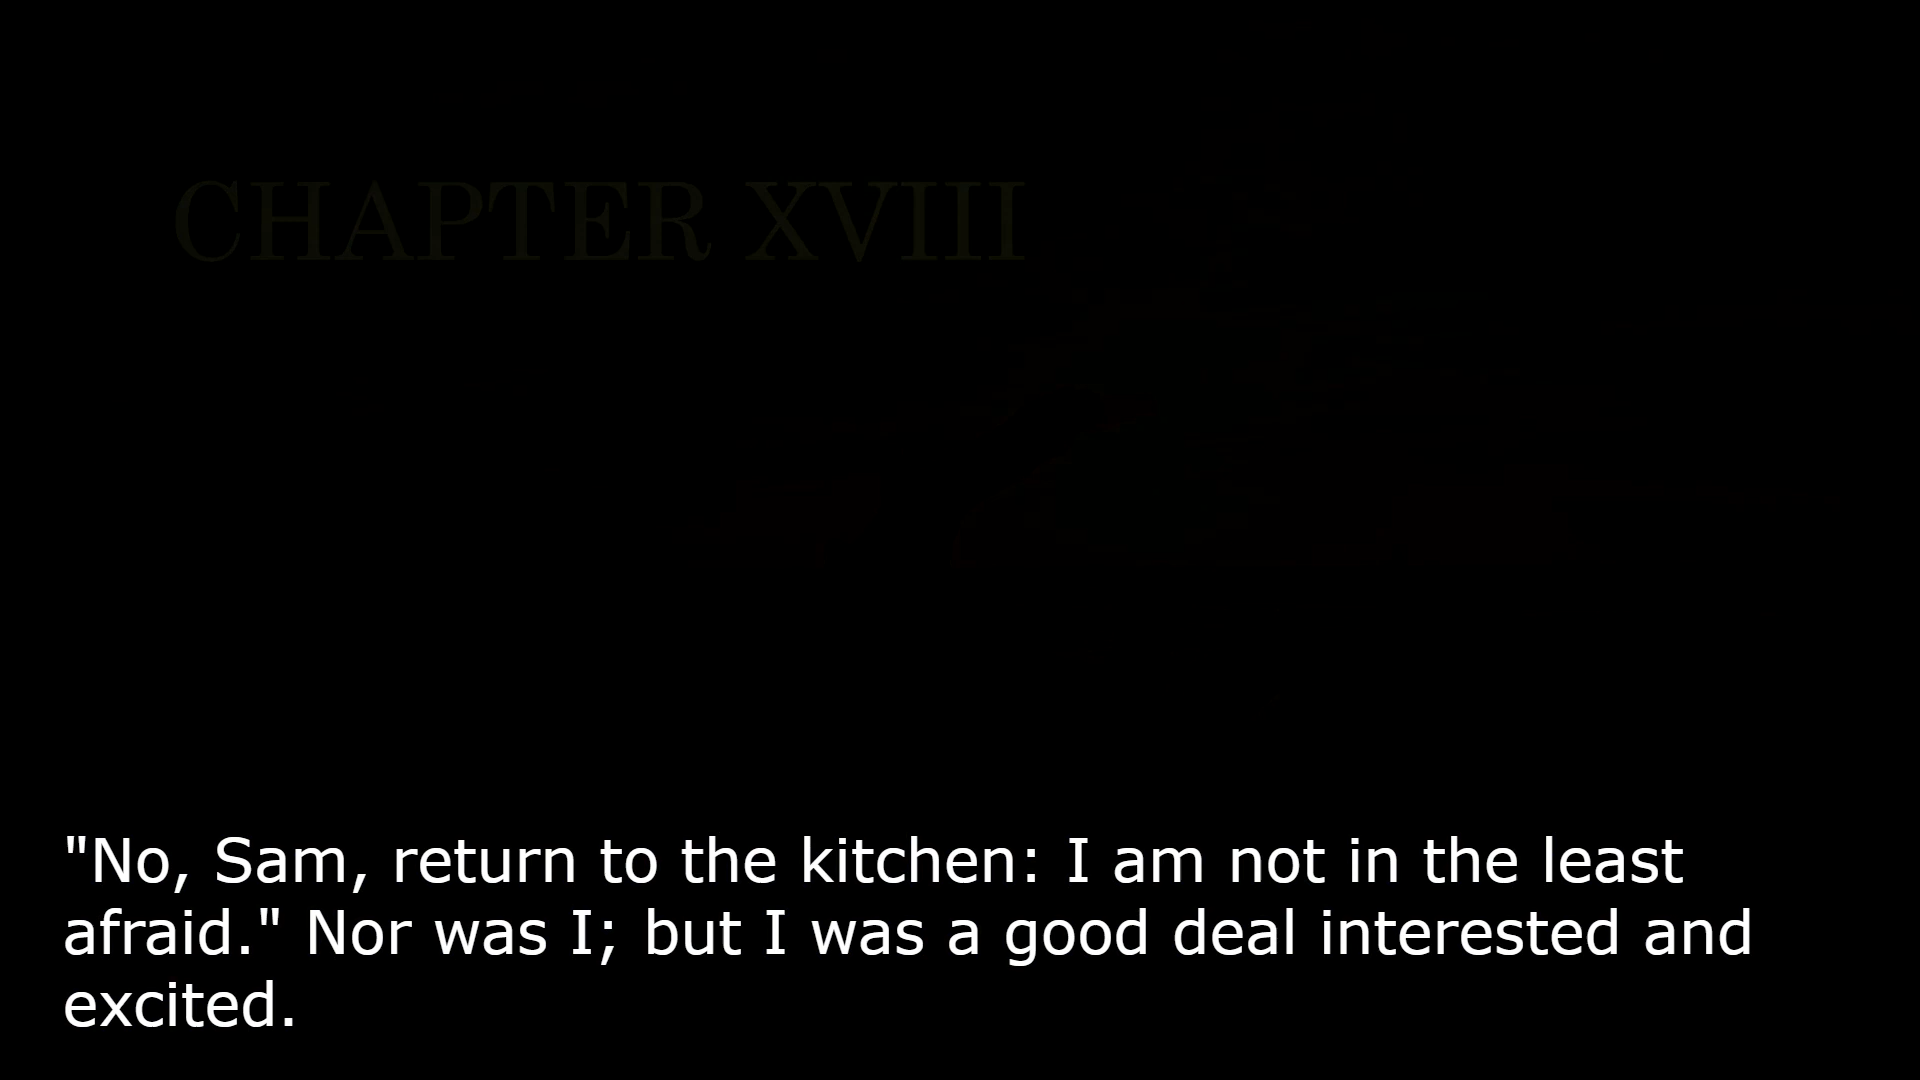 CHAPTER XVIII
"No, Sam, return to the kitchen: I am not in the least
afraid." Nor was I; but I was a good deal interested and
excited.